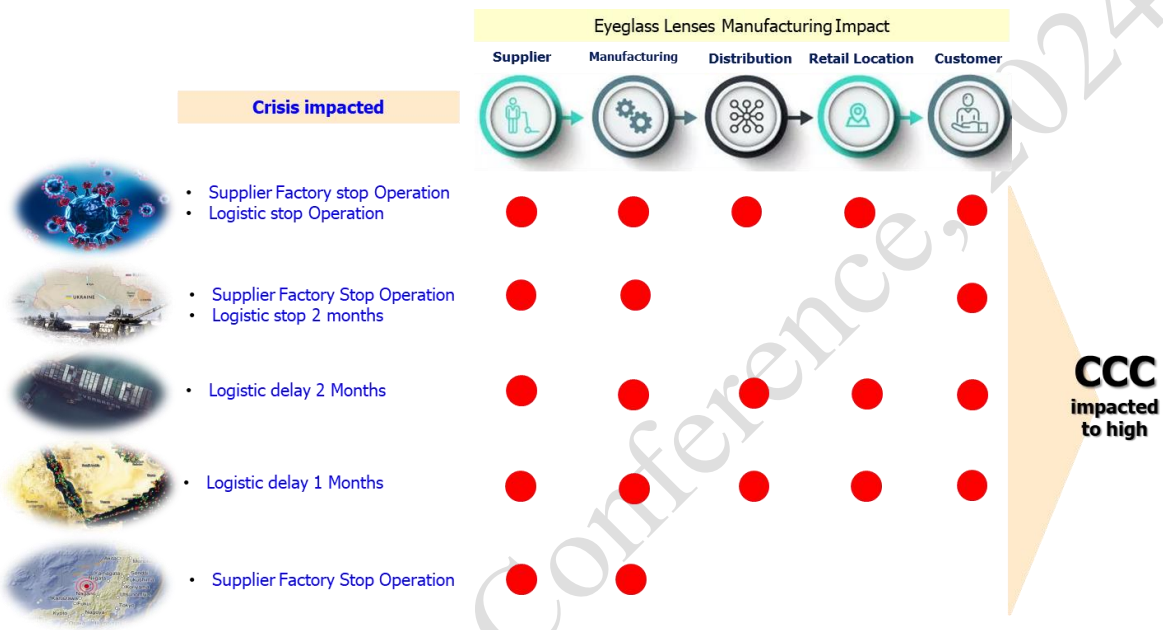 Eyeglass Lenses Manufacturing Impact
Supplier Manufacturing Distribution Retail Location Customer
Crisis impacted
• Supplier Factory stop Operation
• Logistic stop Operation
UKRAINE
• Supplier Factory Stop Operation
• Logistic stop 2 months
• Logistic delay 2 Months
• Logistic delay 1 Months
• Supplier Factory Stop Operation
CCC
impacted
to high
Conference, 2024